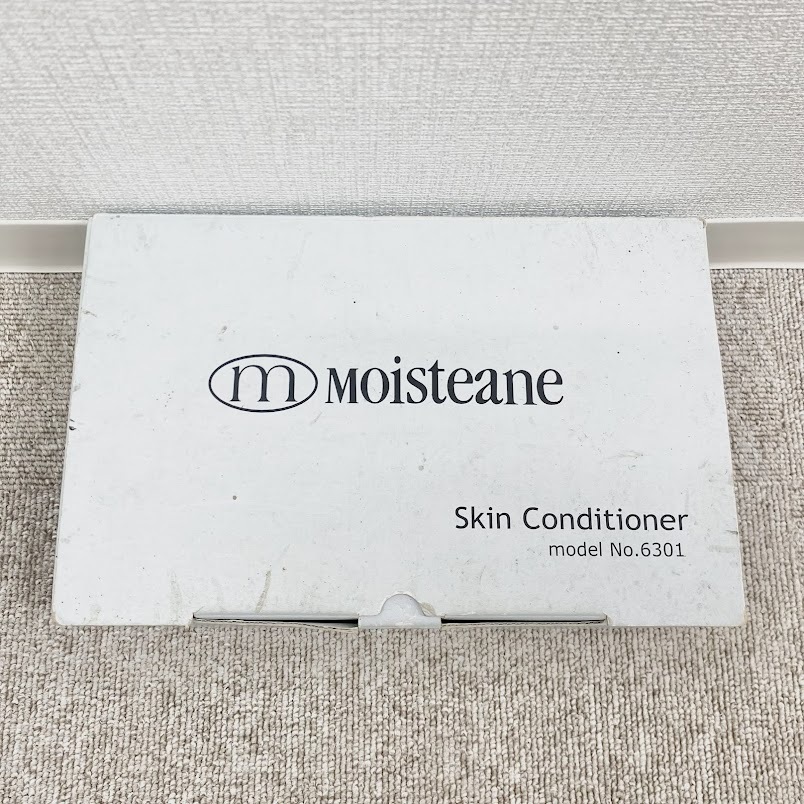 m Moisteane
Skin Conditioner
model No.6301